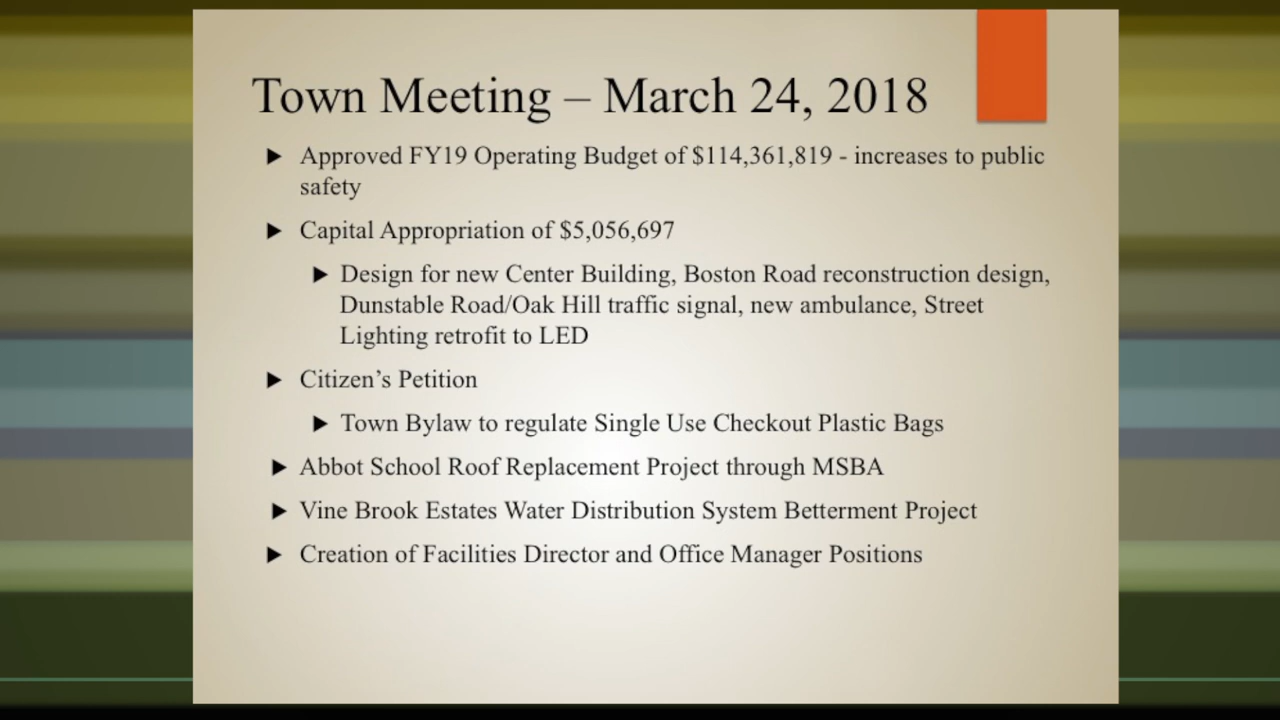 Town Meeting – March 24, 2018
Approved FY19 Operating Budget of $114,361,819 - increases to public
safety
Capital Appropriation of $5,056,697
Design for new Center Building, Boston Road reconstruction design,
Dunstable Road/Oak Hill traffic signal, new ambulance, Street
Lighting retrofit to LED
Citizen’s Petition
Town Bylaw to regulate Single Use Checkout Plastic Bags
Abbot School Roof Replacement Project through MSBA
Vine Brook Estates Water Distribution System Betterment Project
Creation of Facilities Director and Office Manager Positions